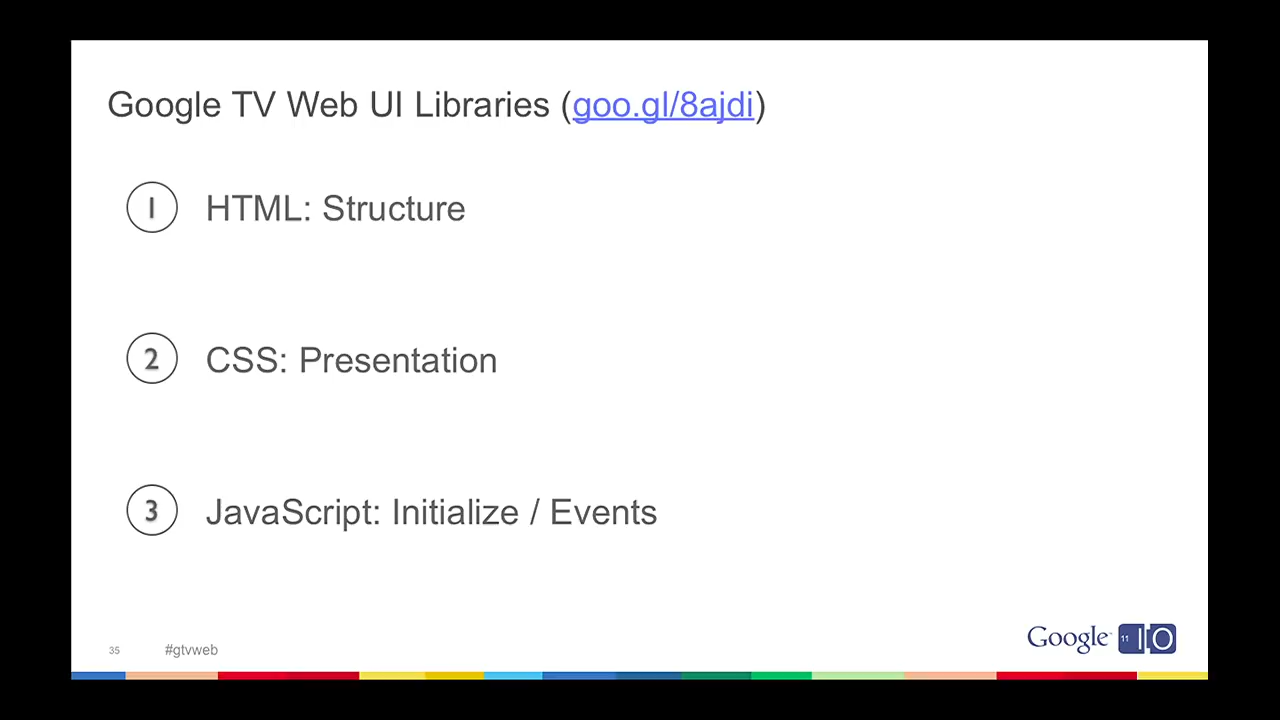 Google TV Web UI Libraries (goo.gl/8ajdi)
1 HTML: Structure
2 CSS: Presentation
3 JavaScript: Initialize / Events
35 #gtvweb
Google 11 IO